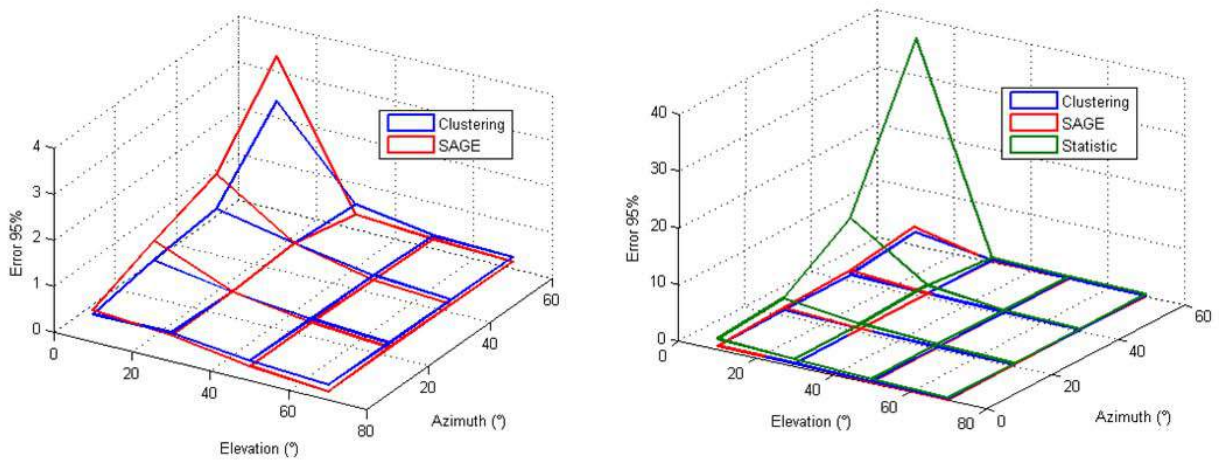 4
3
2
1
0
Error 95%
0
20
40
60
80
Elevation (°)
20
40
60
Azimuth (°)
Clustering
SAGE
40
30
20
10
0
Error 95%
0
20
40
60
80
Elevation (°)
0
20
40
60
Azimuth (°)
Clustering
SAGE
Statistic